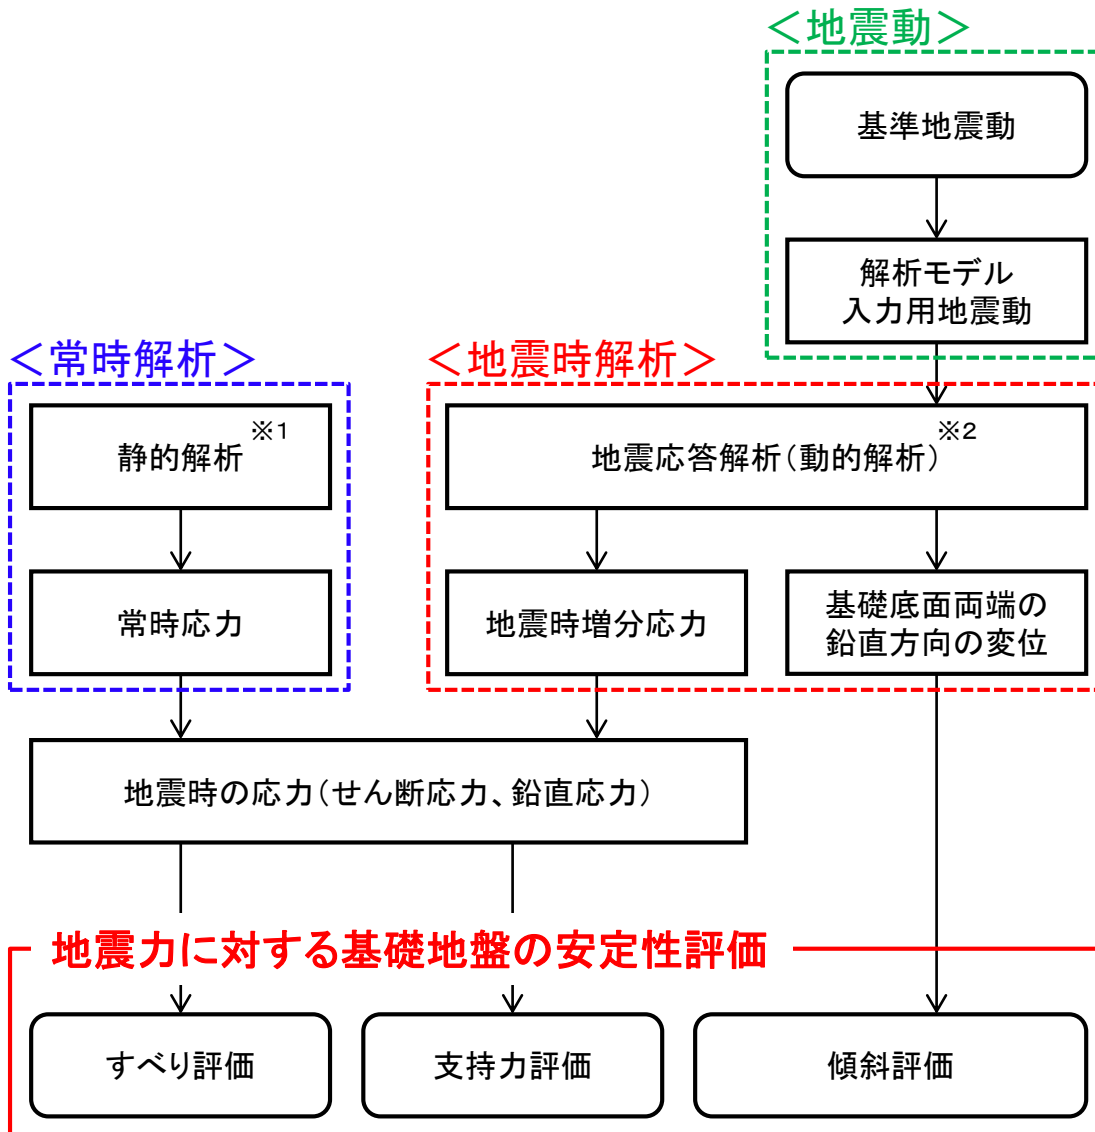 ＜地震動＞
基準地震動
解析モデル
入力用地震動
＜常時解析＞
＜地震時解析＞
静的解析※1
地震応答解析（動的解析）※2
常時応力
地震時増分応力
基礎底面両端の
鉛直方向の変位
地震時の応力（せん断応力、鉛直応力）
地震力に対する基礎地盤の安定性評価
すべり評価
支持力評価
傾斜評価